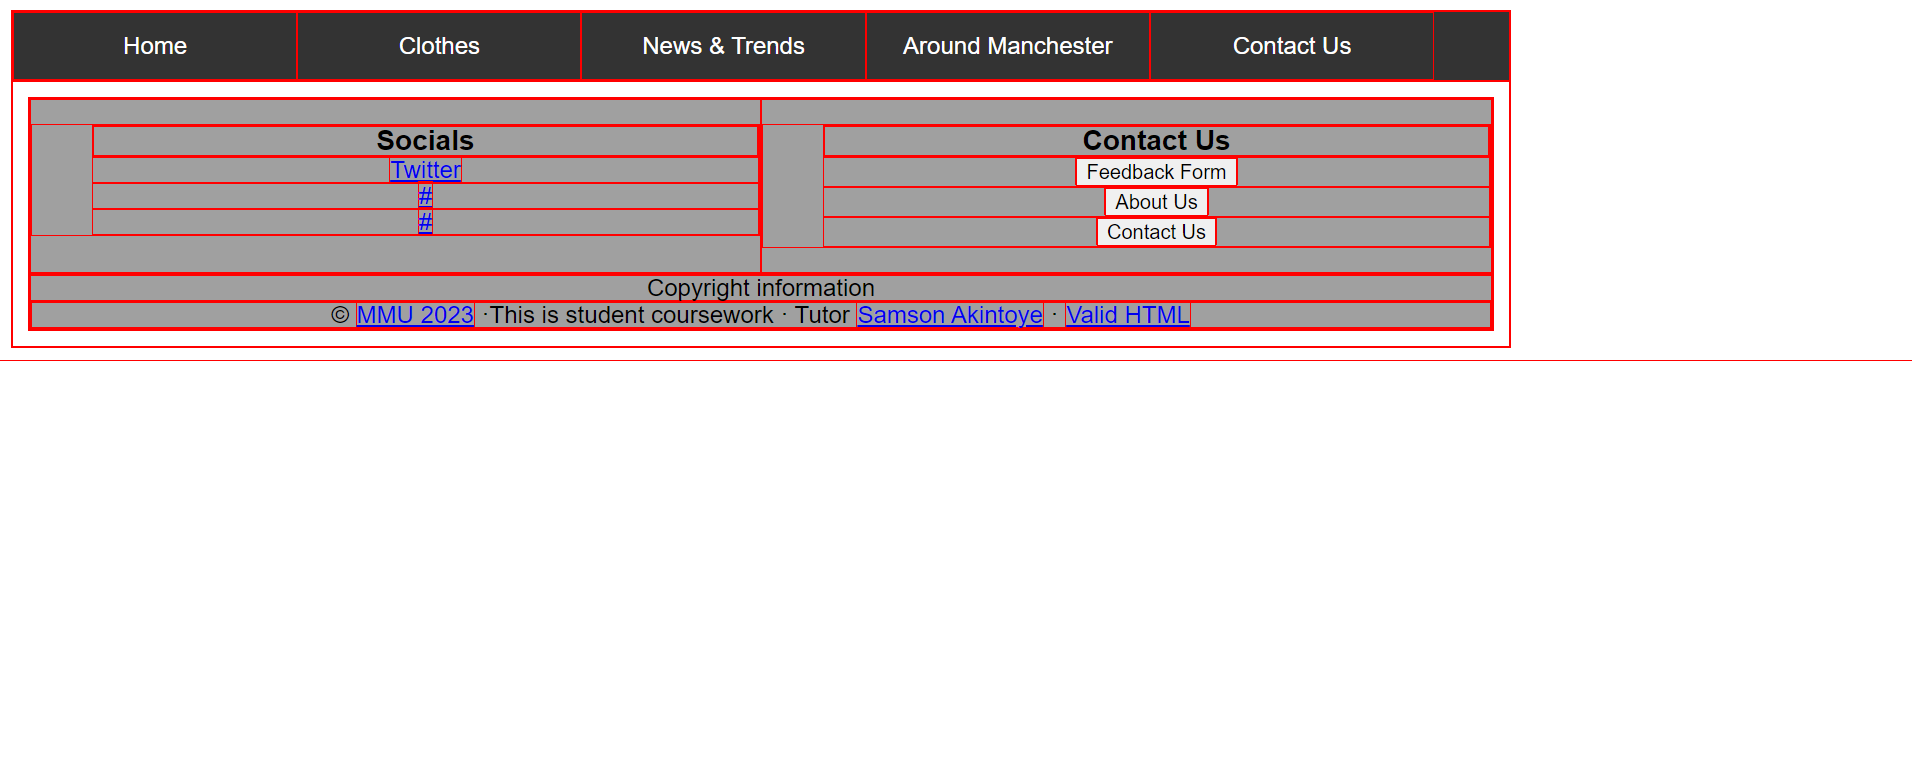 Home Clothes News & Trends Around Manchester Contact Us
Socials
Twitter
#
#
Contact Us
Feedback Form
About Us
Contact Us
Copyright information
© MMU 2023 ·This is student coursework · Tutor Samson Akintoye · Valid HTML